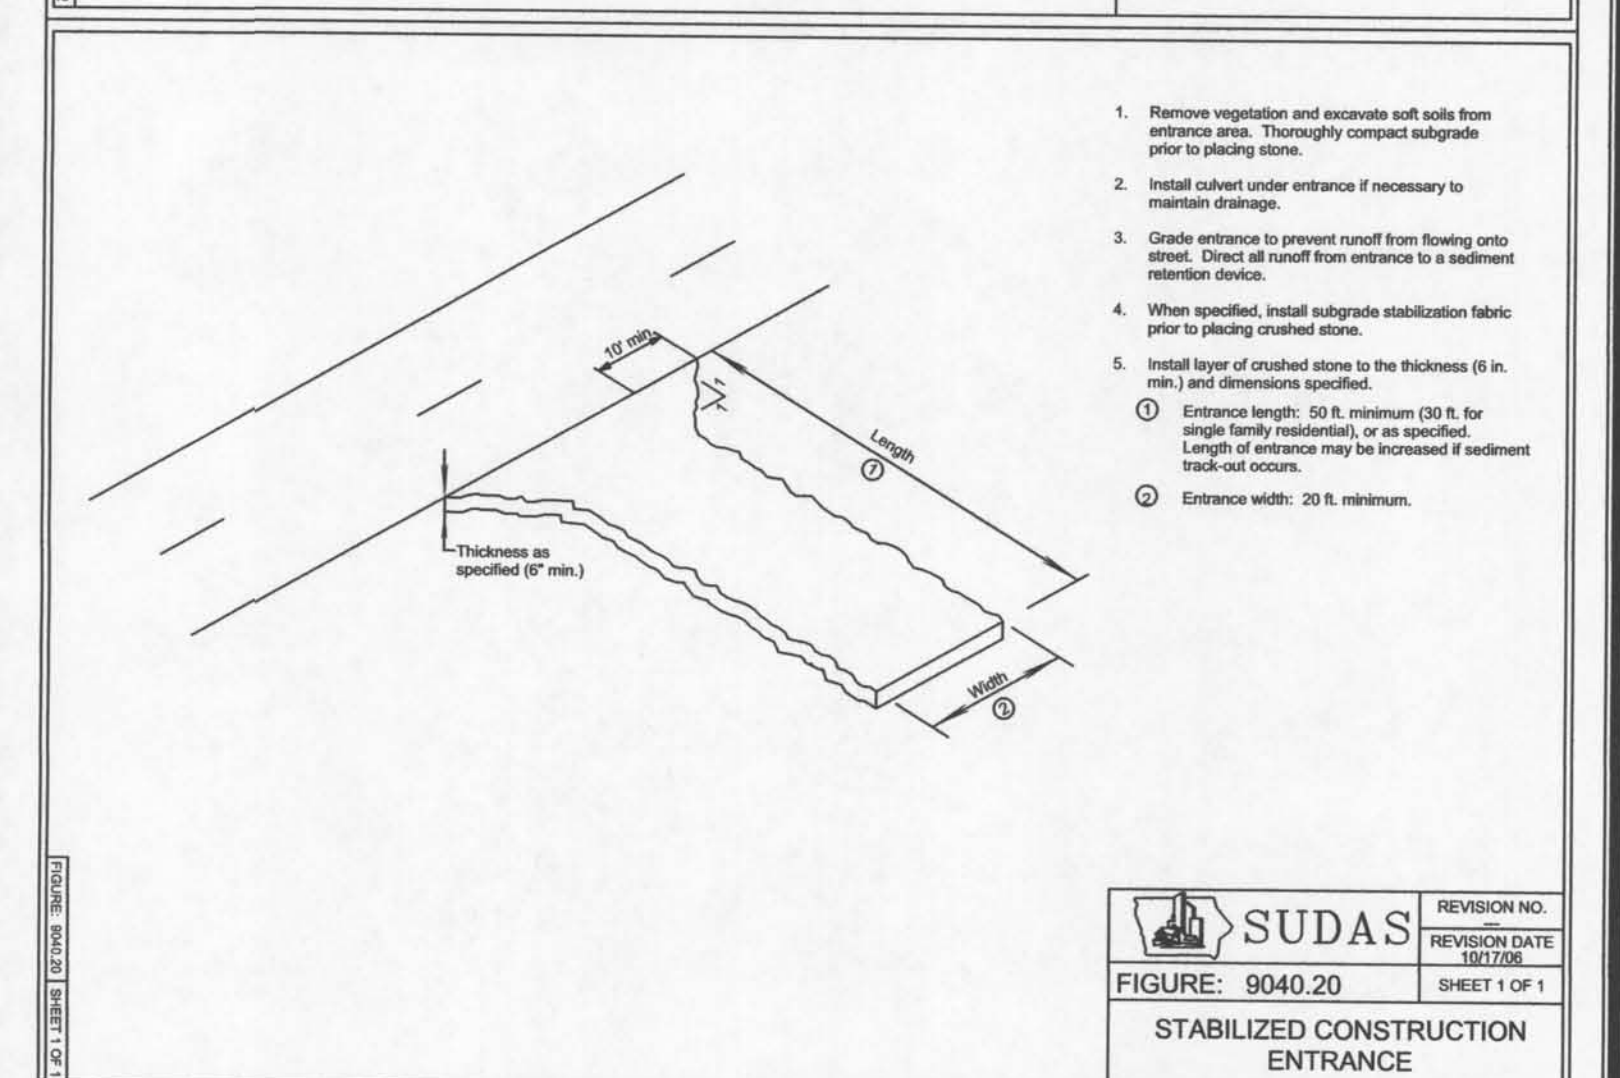 1. Remove vegetation and excavate soft soils from
entrance area. Thoroughly compact subgrade
prior to placing stone.
2. Install culvert under entrance if necessary to
maintain drainage.
3. Grade entrance to prevent runoff from flowing onto
street. Direct all runoff from entrance to a sediment
retention device.
4. When specified, install subgrade stabilization fabric
prior to placing crushed stone.
5. Install layer of crushed stone to the thickness (6 in.
min.) and dimensions specified.
1 Entrance length: 50 ft. minimum (30 ft. for
single family residential), or as specified.
Length of entrance may be increased if sediment
track-out occurs.
2 Entrance width: 20 ft. minimum.
10' min.
1
1
Length
1
Thickness as
specified (6" min.)
Width
2
FIGURE: 9040.20 SHEET 1 OF 1
SUDAS
REVISION NO.
—
REVISION DATE
10/17/06
FIGURE: 9040.20
SHEET 1 OF 1
STABILIZED CONSTRUCTION
ENTRANCE